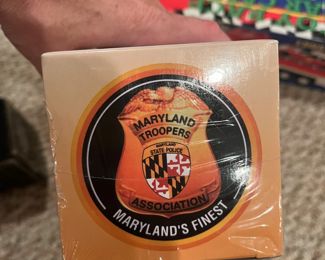 MARYLAND
TROOPERS
MARYLAND
STATE POLICE
ASSOCIATION
MARYLAND'S FINEST